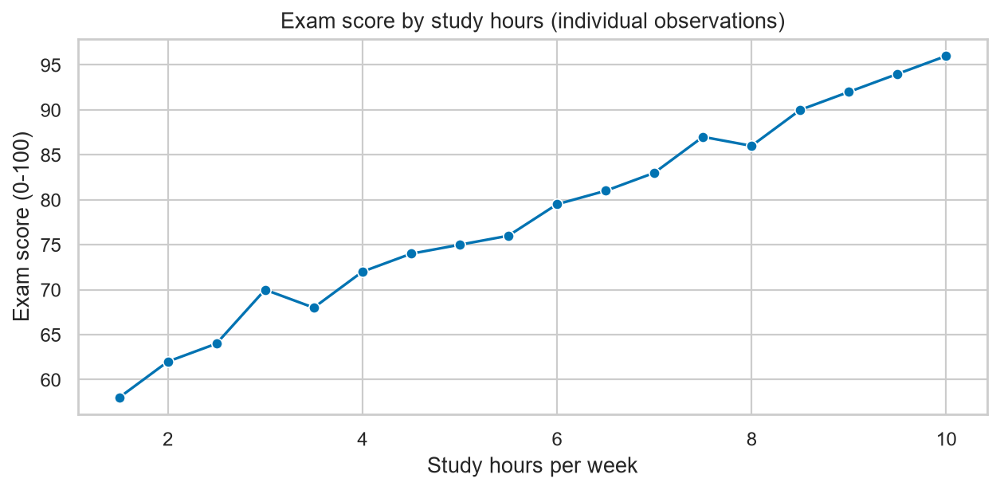 Exam score by study hours (individual observations)
Exam score (0-100)
95
90
85
80
75
70
65
60
2 4 6 8 10
Study hours per week